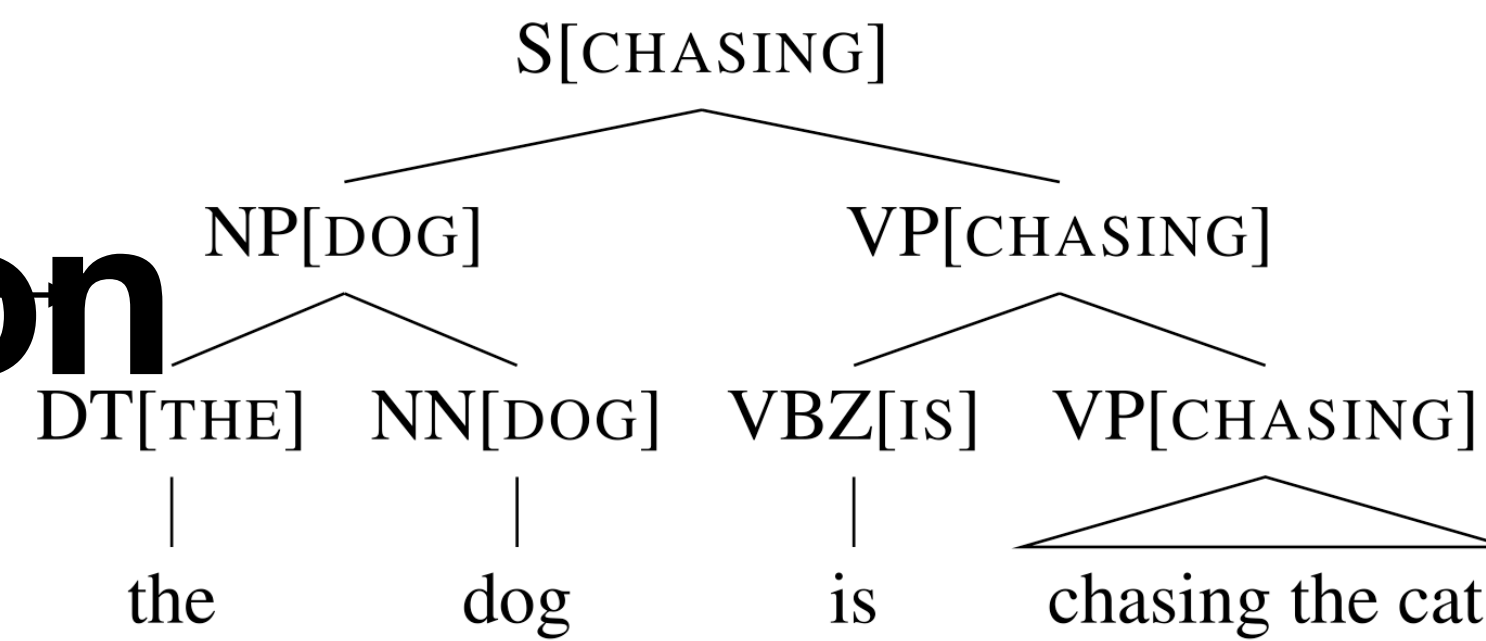 S[CHASING]
NP[DOG] VP[CHASING]
on
DT[THE] NN[DOG] VBZ[IS] VP[CHASING]
the dog is chasing the cat